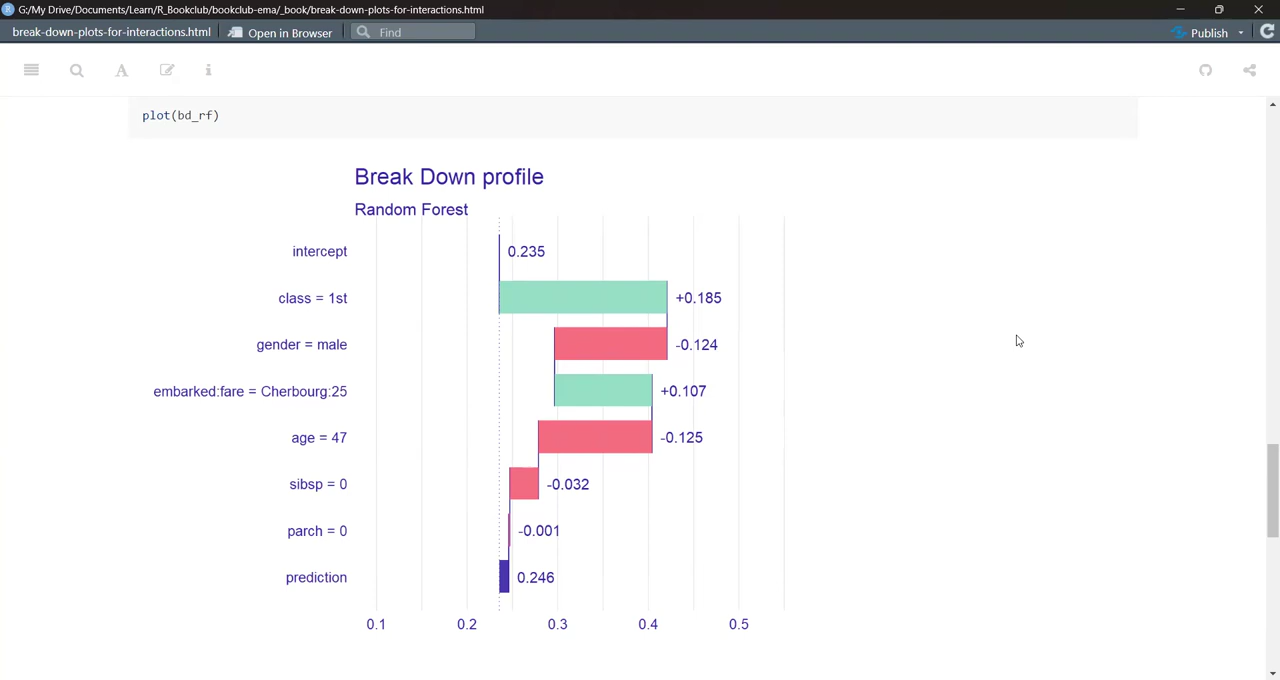 G:/My Drive/Documents/Learn/R_Bookclub/bookclub-ema/_book/break-down-plots-for-interactions.html
break-down-plots-for-interactions.html Open in Browser Find Publish
plot(bd_rf)
Break Down profile
Random Forest
intercept 0.235
class = 1st +0.185
gender = male -0.124
embarked:fare = Cherbourg:25 +0.107
age = 47 -0.125
sibsp = 0 -0.032
parch = 0 -0.001
prediction 0.246
0.1 0.2 0.3 0.4 0.5